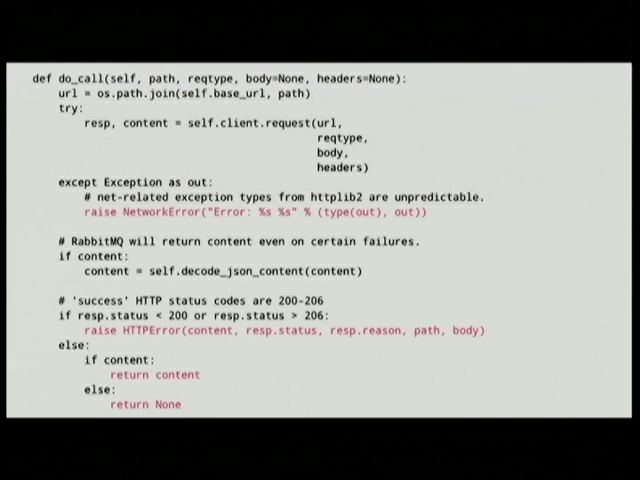 def do_call(self, path, reqtype, body=None, headers=None):
    url = os.path.join(self.base_url, path)
    try:
        resp, content = self.client.request(url,
                                            reqtype,
                                            body,
                                            headers)
    except Exception as out:
        # net-related exception types from httplib2 are unpredictable.
        raise NetworkError("Error: %s %s" % (type(out), out))

    # RabbitMQ will return content even on certain failures.
    if content:
        content = self.decode_json_content(content)

    # 'success' HTTP status codes are 200-206
    if resp.status < 200 or resp.status > 206:
        raise HTTPError(content, resp.status, resp.reason, path, body)
    else:
        if content:
            return content
        else:
            return None